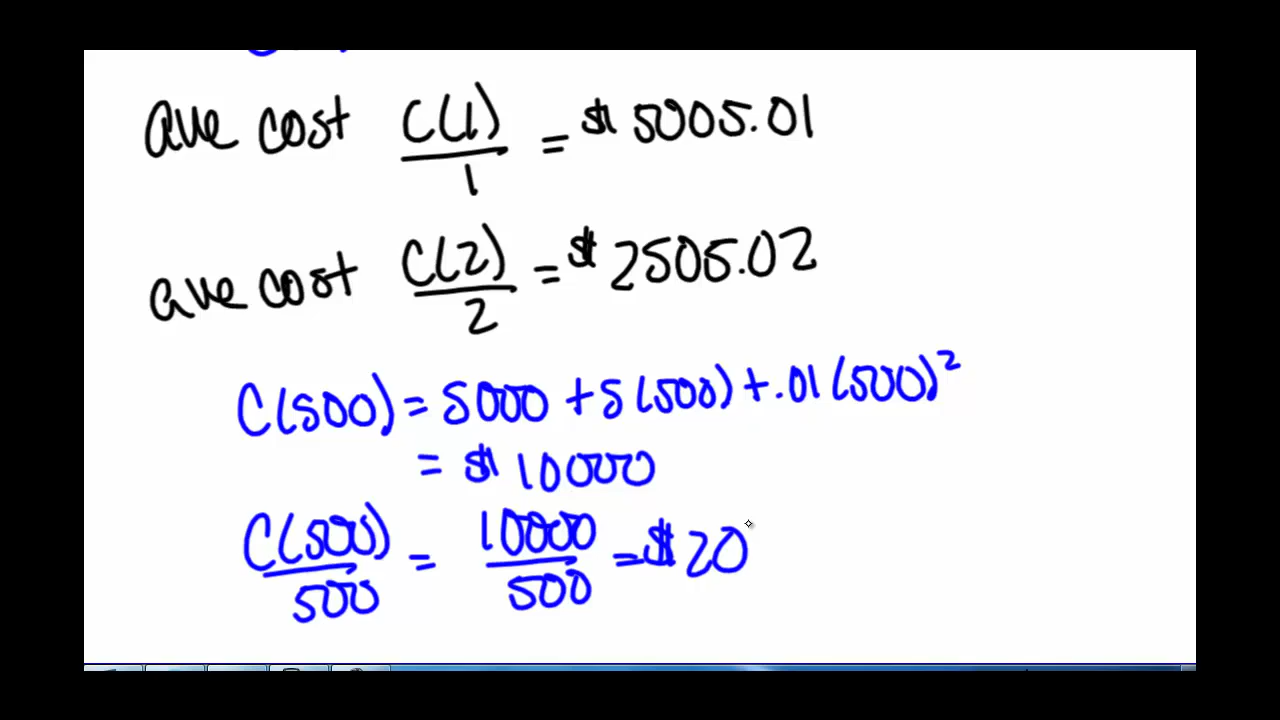 ave cost C(1)/1 = $5005.01
ave cost C(2)/2 = $2505.02
C(500) = 5000 + 5(500) + .01(500)²
= $10000
C(500)/500 = 10000/500 = $20